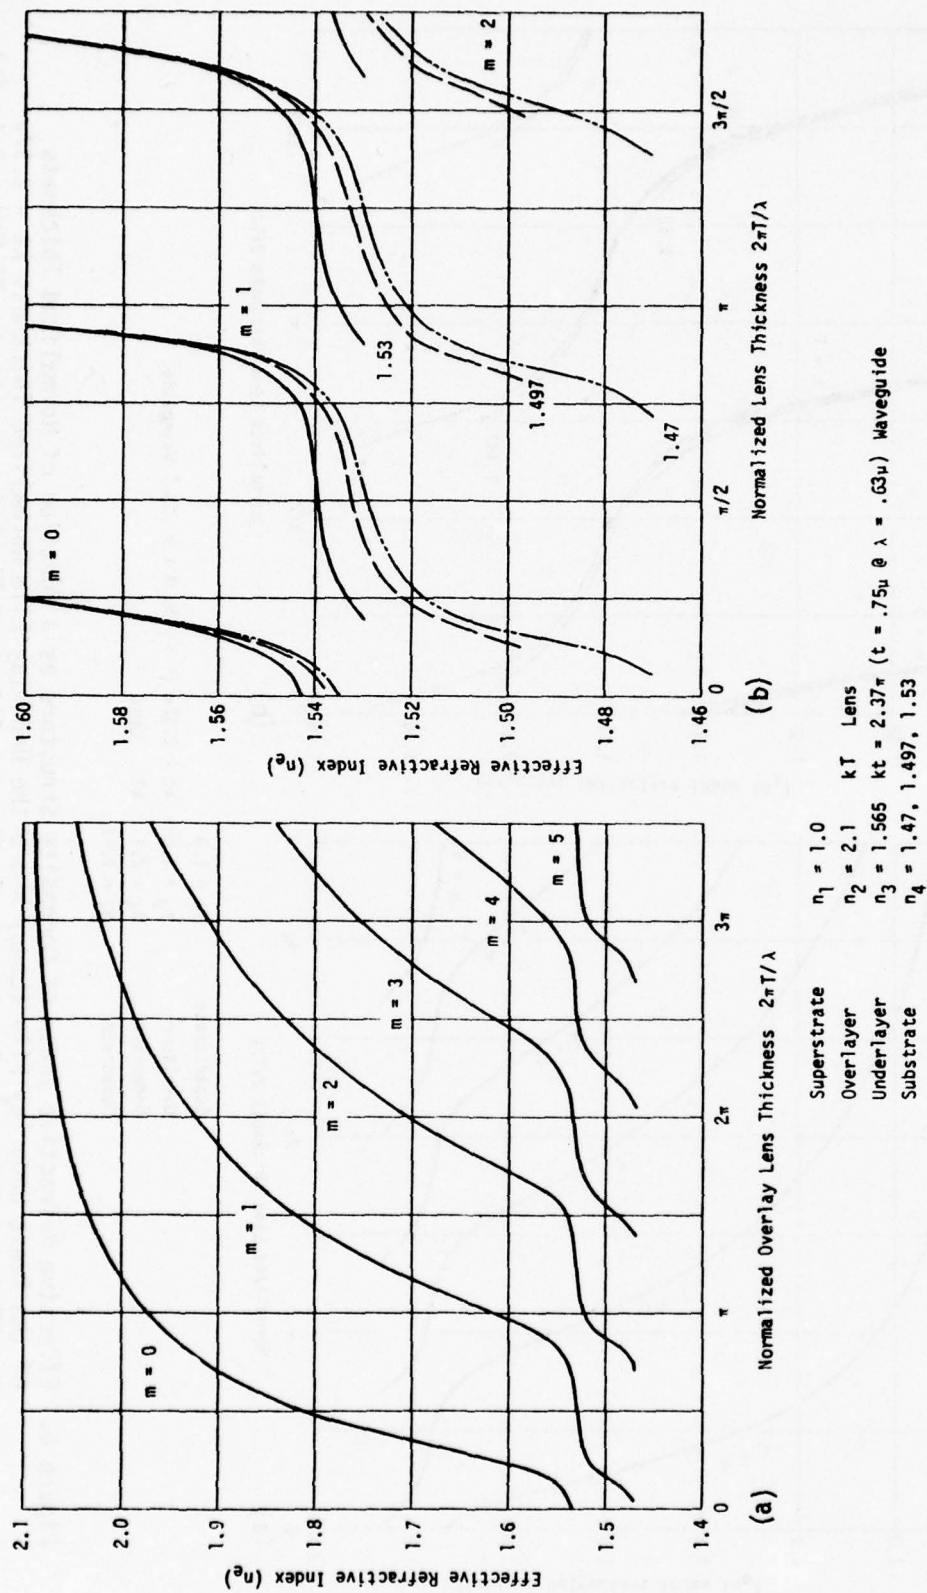 2.1
2.0
1.9
1.8
1.7
1.6
1.5
1.4
Effective Refractive Index (ne)
m = 0
m = 1
m = 2
m = 3
m = 4
m = 5
0
π
2π
3π
(a)
Normalized Overlay Lens Thickness 2πT/λ
1.60
1.58
1.56
1.54
1.52
1.50
1.48
1.46
Effective Refractive Index (ne)
m = 0
m = 1
m = 2
1.53
1.497
1.47
0
π/2
π
3π/2
(b)
Normalized Lens Thickness 2πT/λ
Superstrate n1 = 1.0
Overlayer n2 = 2.1 kT Lens
Underlayer n3 = 1.565 kt = 2.37π (t = .75μ @ λ = .63μ) Waveguide
Substrate n4 = 1.47, 1.497, 1.53